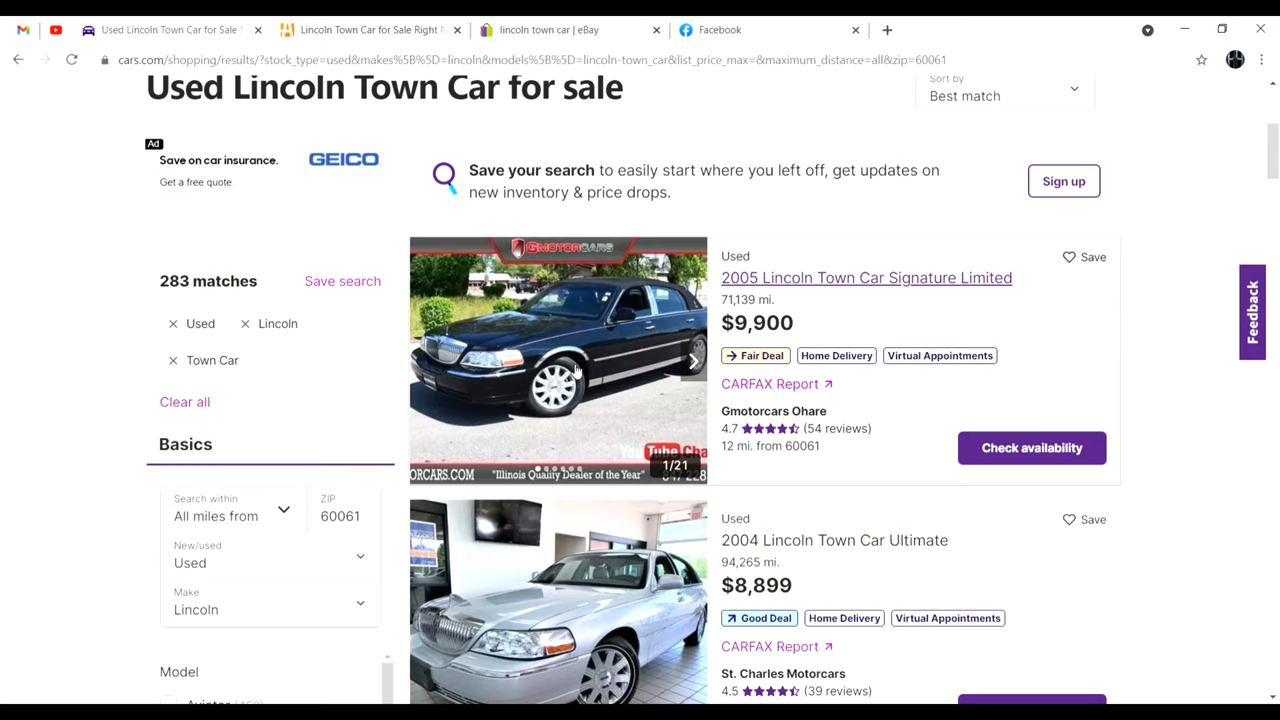 Used Lincoln Town Car for Sale
Lincoln Town Car for Sale Right N
lincoln town car | eBay
Facebook
cars.com/shopping/results/?stock_type=used&makes%5B%5D=lincoln&models%5B%5D=lincoln-town_car&list_price_max=&maximum_distance=all&zip=60061
Used Lincoln Town Car for sale
Sort by
Best match
Ad
Save on car insurance.
GEICO
Get a free quote
Save your search to easily start where you left off, get updates on
new inventory & price drops.
Sign up
283 matches
Save search
Used
Lincoln
Town Car
Clear all
Basics
Search within
All miles from
ZIP
60061
New/used
Used
Make
Lincoln
Model
GMOTORCARS
YouTube Cha
ORCARS.COM
"Illinois Quality Dealer of the Year"
1/21
Used
Save
2005 Lincoln Town Car Signature Limited
71,139 mi.
$9,900
Fair Deal
Home Delivery
Virtual Appointments
CARFAX Report
Gmotorcars Ohare
4.7
(54 reviews)
12 mi. from 60061
Check availability
Used
Save
2004 Lincoln Town Car Ultimate
94,265 mi.
$8,899
Good Deal
Home Delivery
Virtual Appointments
CARFAX Report
St. Charles Motorcars
4.5
(39 reviews)
Feedback